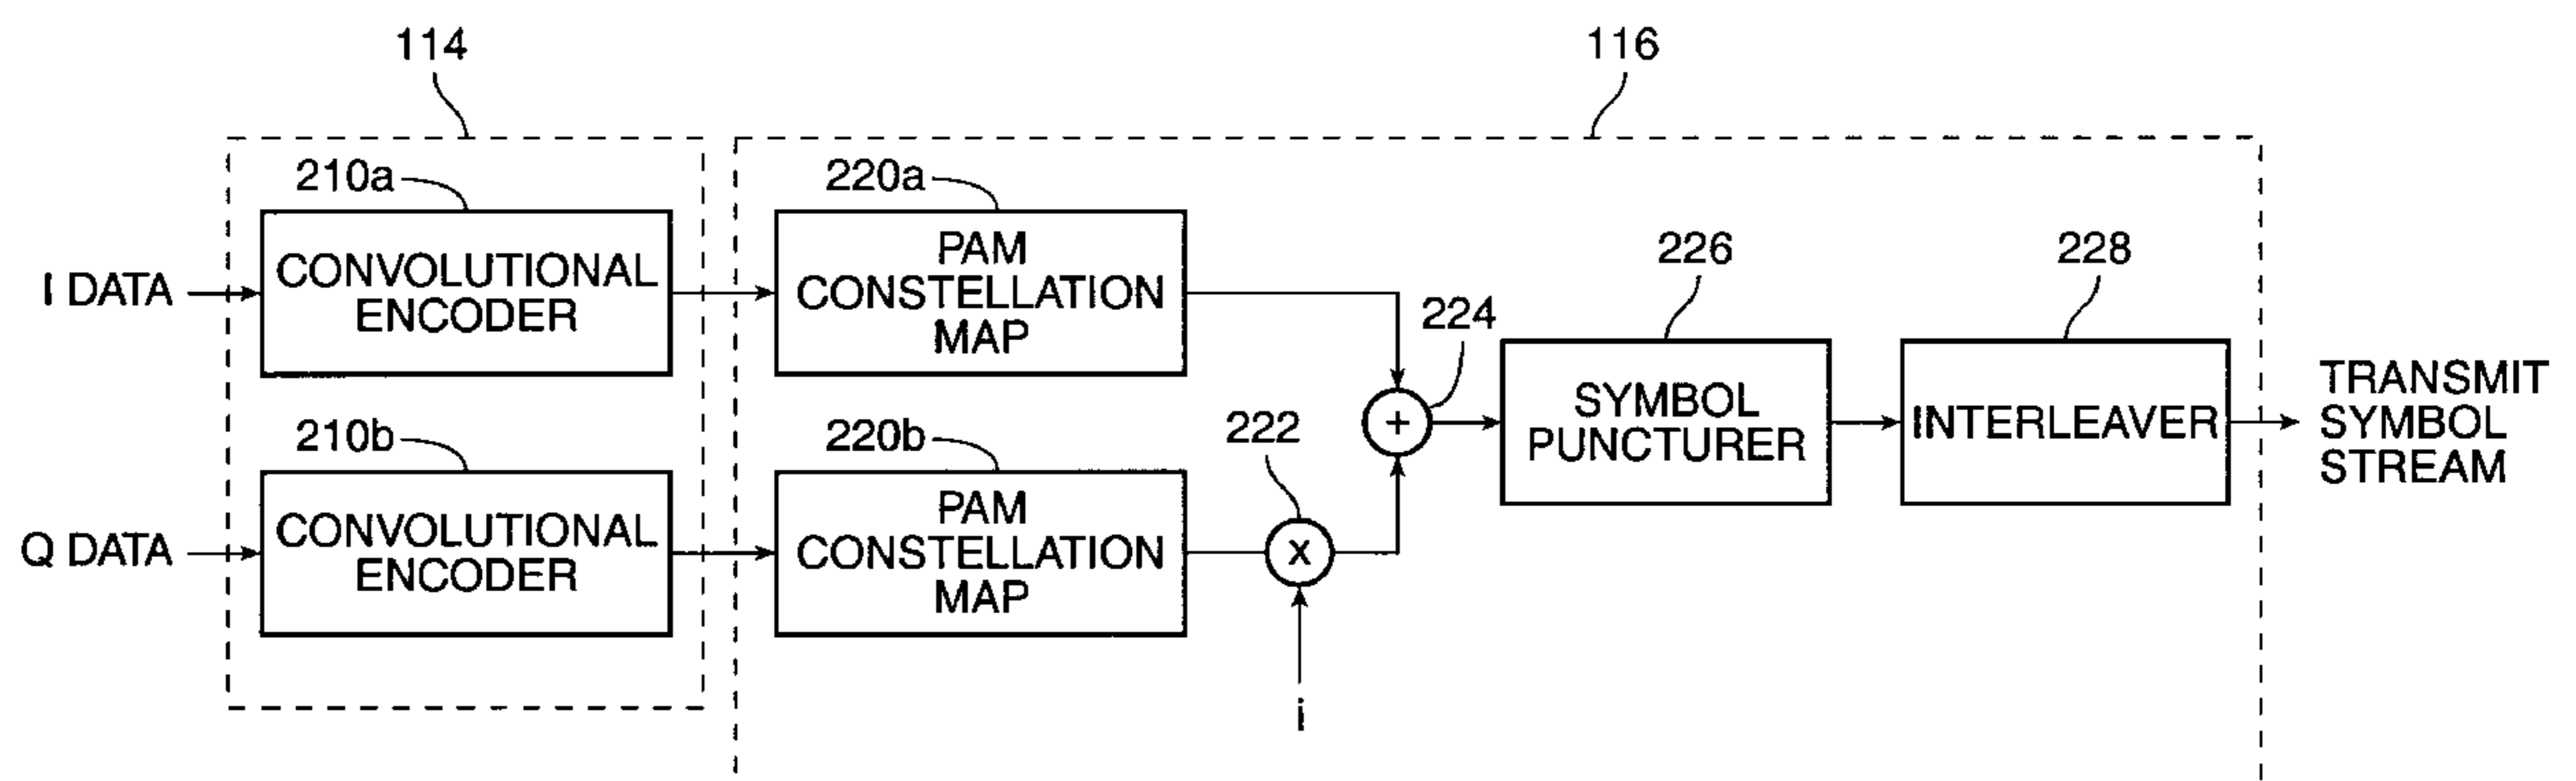 114
116
210a
220a
I DATA
CONVOLUTIONAL
ENCODER
PAM
CONSTELLATION
MAP
226
228
224
210b
220b
222
+
SYMBOL
PUNCTURER
INTERLEAVER
TRANSMIT
SYMBOL
STREAM
Q DATA
CONVOLUTIONAL
ENCODER
PAM
CONSTELLATION
MAP
X
i